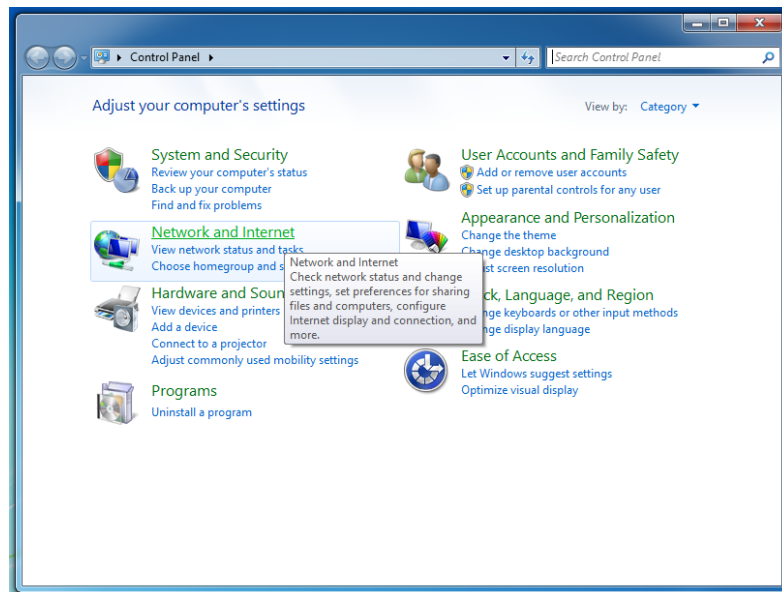 Control Panel
Search Control Panel
Adjust your computer's settings
View by: Category
System and Security
Review your computer's status
Back up your computer
Find and fix problems
Network and Internet
View network status and tasks
Choose homegroup and s
Network and Internet
Check network status and change
settings, set preferences for sharing
files and computers, configure
Internet display and connection, and
more.
Hardware and Soun
View devices and printers
Add a device
Connect to a projector
Adjust commonly used mobility settings
Programs
Uninstall a program
User Accounts and Family Safety
Add or remove user accounts
Set up parental controls for any user
Appearance and Personalization
Change the theme
Change desktop background
st screen resolution
ck, Language, and Region
nge keyboards or other input methods
nge display language
Ease of Access
Let Windows suggest settings
Optimize visual display